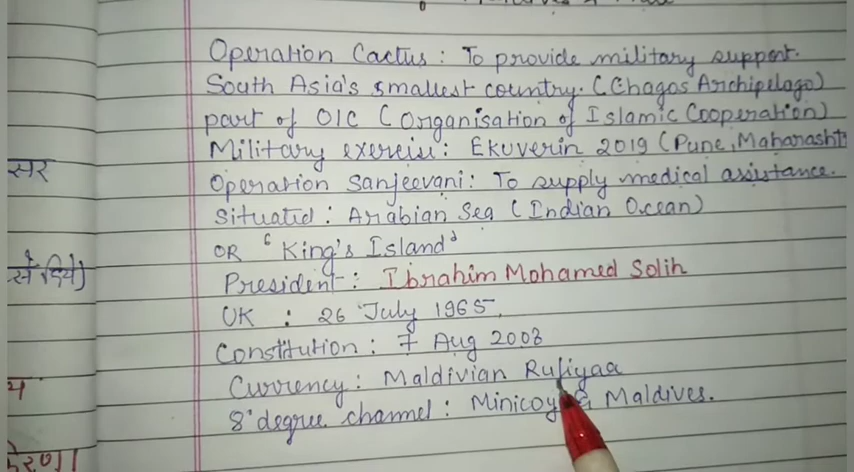 Operation Cactus : To provide military support.
South Asia's smallest country. (Chagos Archipelago)
part of OIC (Organisation of Islamic Cooperation)
Military exercise : EKUVERIN 2019 (Pune, Maharasht
सर
Operation Sanjeevani : To supply medical assistance.
Situated : Arabian Sea (Indian Ocean)
OR "King's Island"
से दिये)
President : Ibrahim Mohamed Solih
UK : 26 July 1965.
Constitution : 7 Aug 2008
Currency : Maldivian Rufiyaa
8°degree channel : Minicoy & Maldives.